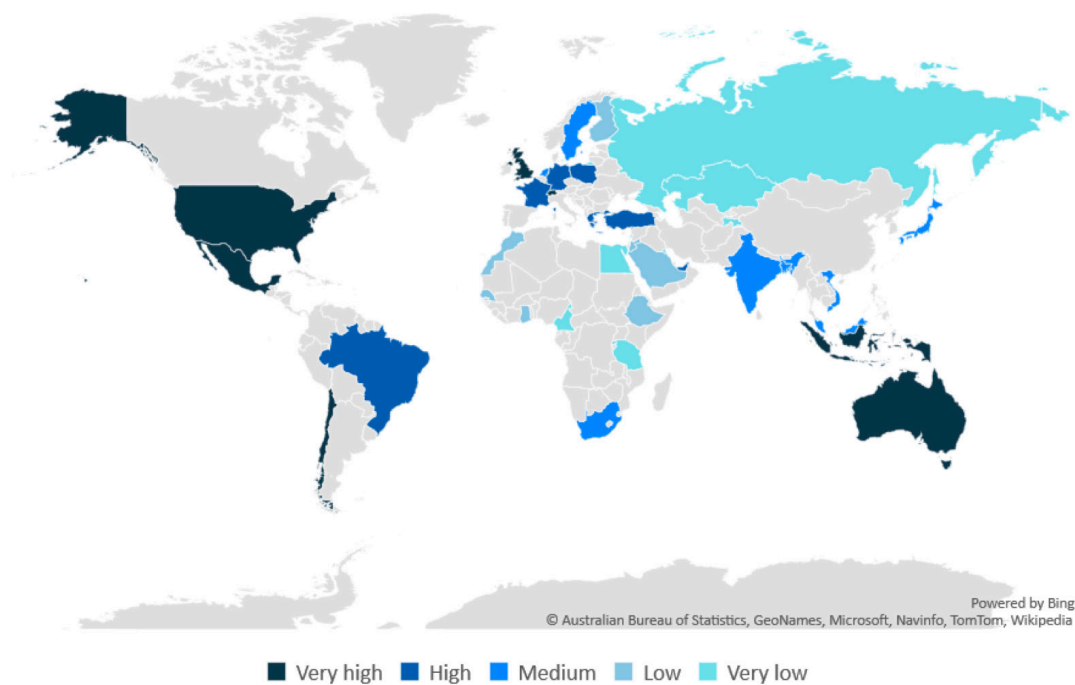 Powered by Bing
© Australian Bureau of Statistics, GeoNames, Microsoft, Navinfo, TomTom, Wikipedia
Very high High Medium Low Very low